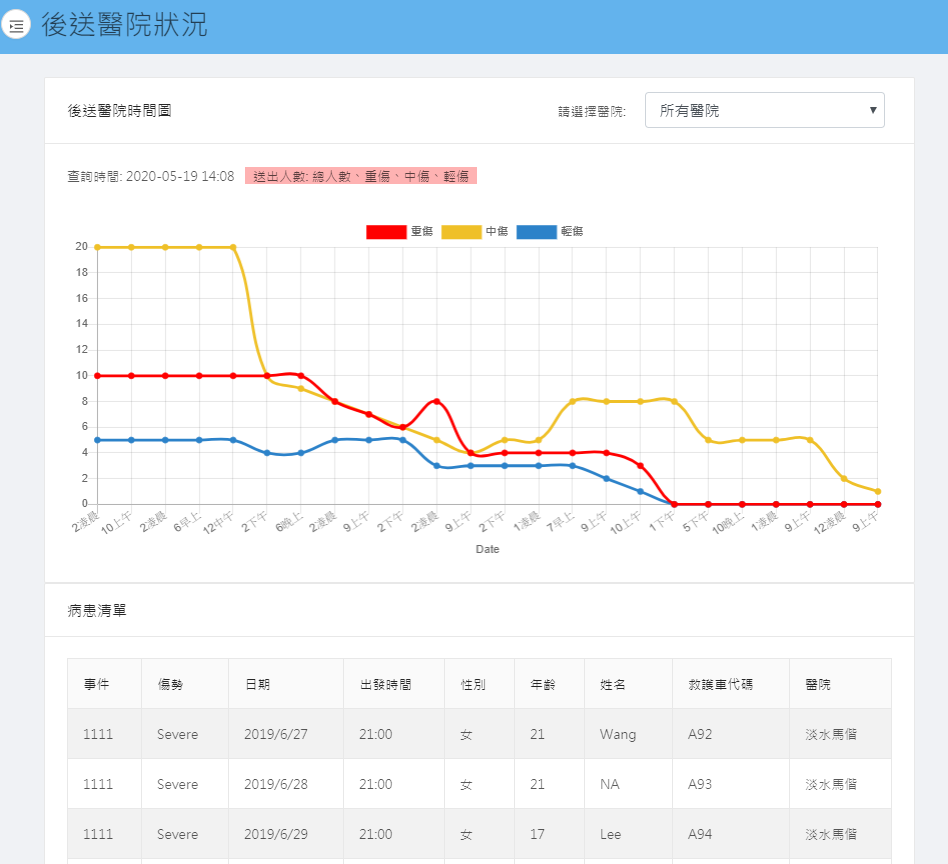 後送醫院狀況
後送醫院時間圖
請選擇醫院:
所有醫院
查詢時間: 2020-05-19 14:08
送出人數: 總人數、重傷、中傷、輕傷
重傷 中傷 輕傷
20
18
16
14
12
10
8
6
4
2
0
2凌晨 10上午 2凌晨 6早上 12中午 2下午 6晚上 2凌晨 9上午 2下午 2凌晨 9上午 2下午 1凌晨 7早上 9上午 10上午 1下午 5下午 10晚上 1凌晨 9上午 12凌晨 9上午
Date
病患清單
事件 傷勢 日期 出發時間 性別 年齡 姓名 救護車代碼 醫院
1111 Severe 2019/6/27 21:00 女 21 Wang A92 淡水馬偕
1111 Severe 2019/6/28 21:00 女 21 NA A93 淡水馬偕
1111 Severe 2019/6/29 21:00 女 17 Lee A94 淡水馬偕